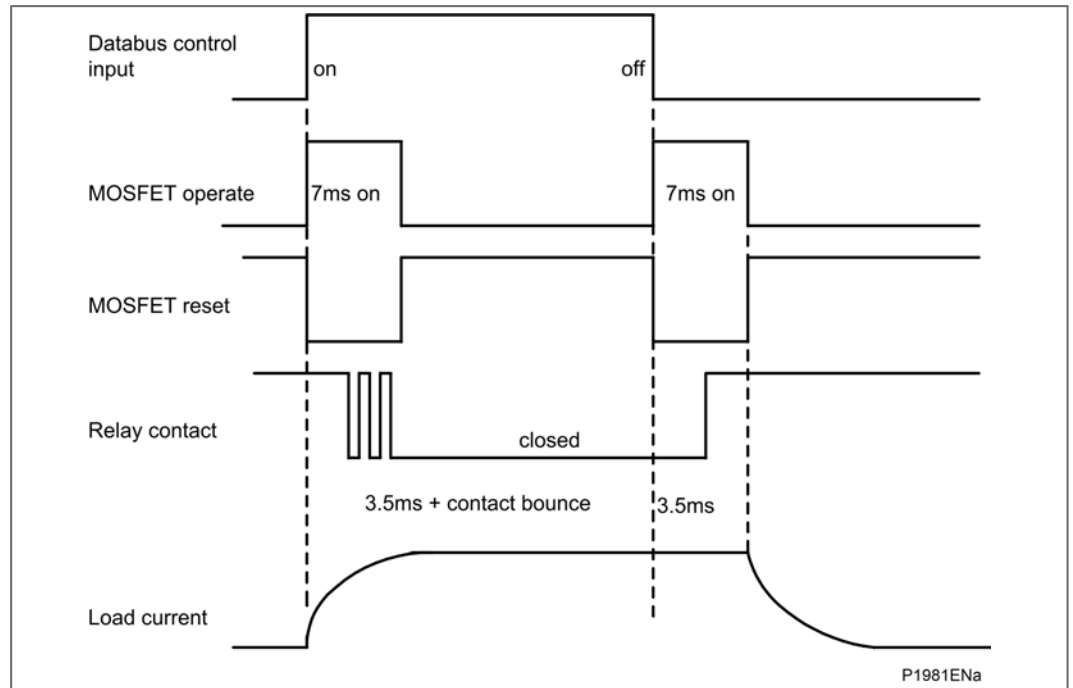 Databus control
input
on
off
MOSFET operate
7ms on
7ms on
MOSFET reset
Relay contact
closed
3.5ms + contact bounce
3.5ms
Load current
P1981ENa